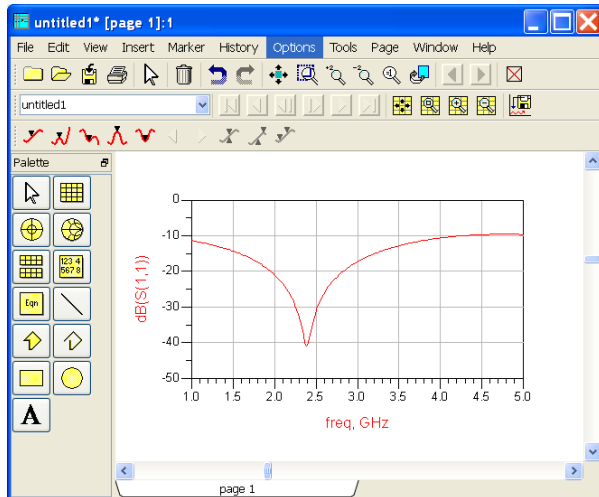 untitled1* [page 1]:1
File Edit View Insert Marker History Options Tools Page Window Help
untitled1
Palette
123 4
567 8
Eqn
A
0
-10
-20
-30
-40
-50
dB(S(1,1))
1.0 1.5 2.0 2.5 3.0 3.5 4.0 4.5 5.0
freq, GHz
page 1